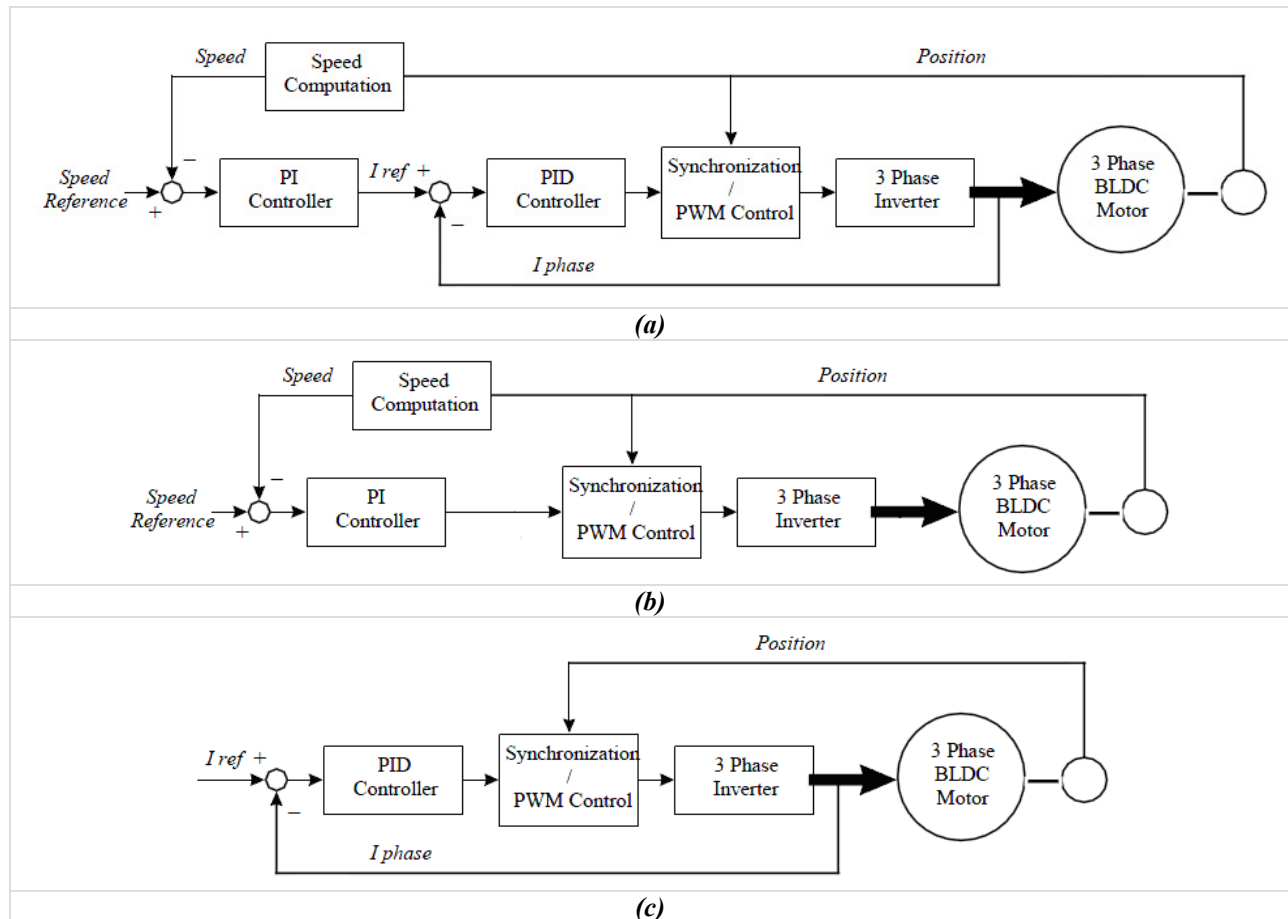 Speed
Speed
Computation
Position
Speed
Reference
−
+
PI
Controller
I ref +
−
PID
Controller
Synchronization
/
PWM Control
3 Phase
Inverter
3 Phase
BLDC
Motor
I phase
(a)
Speed
Speed
Computation
Position
Speed
Reference
−
+
PI
Controller
Synchronization
/
PWM Control
3 Phase
Inverter
3 Phase
BLDC
Motor
(b)
Position
I ref +
−
PID
Controller
Synchronization
/
PWM Control
3 Phase
Inverter
3 Phase
BLDC
Motor
I phase
(c)